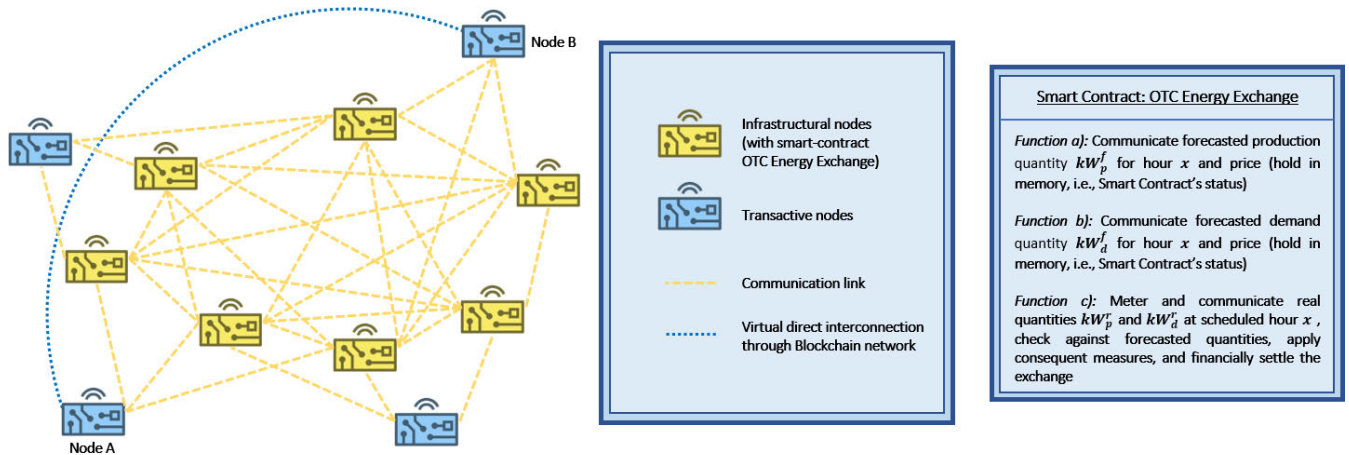 Node B
Node A
Infrastructural nodes
(with smart-contract
OTC Energy Exchange)
Transactive nodes
Communication link
Virtual direct interconnection
through Blockchain network
Smart Contract: OTC Energy Exchange
Function a): Communicate forecasted production
quantity kW_p^f for hour x and price (hold in
memory, i.e., Smart Contract's status)
Function b): Communicate forecasted demand
quantity kW_d^f for hour x and price (hold in
memory, i.e., Smart Contract's status)
Function c): Meter and communicate real
quantities kW_p^r and kW_d^r at scheduled hour x ,
check against forecasted quantities, apply
consequent measures, and financially settle the
exchange